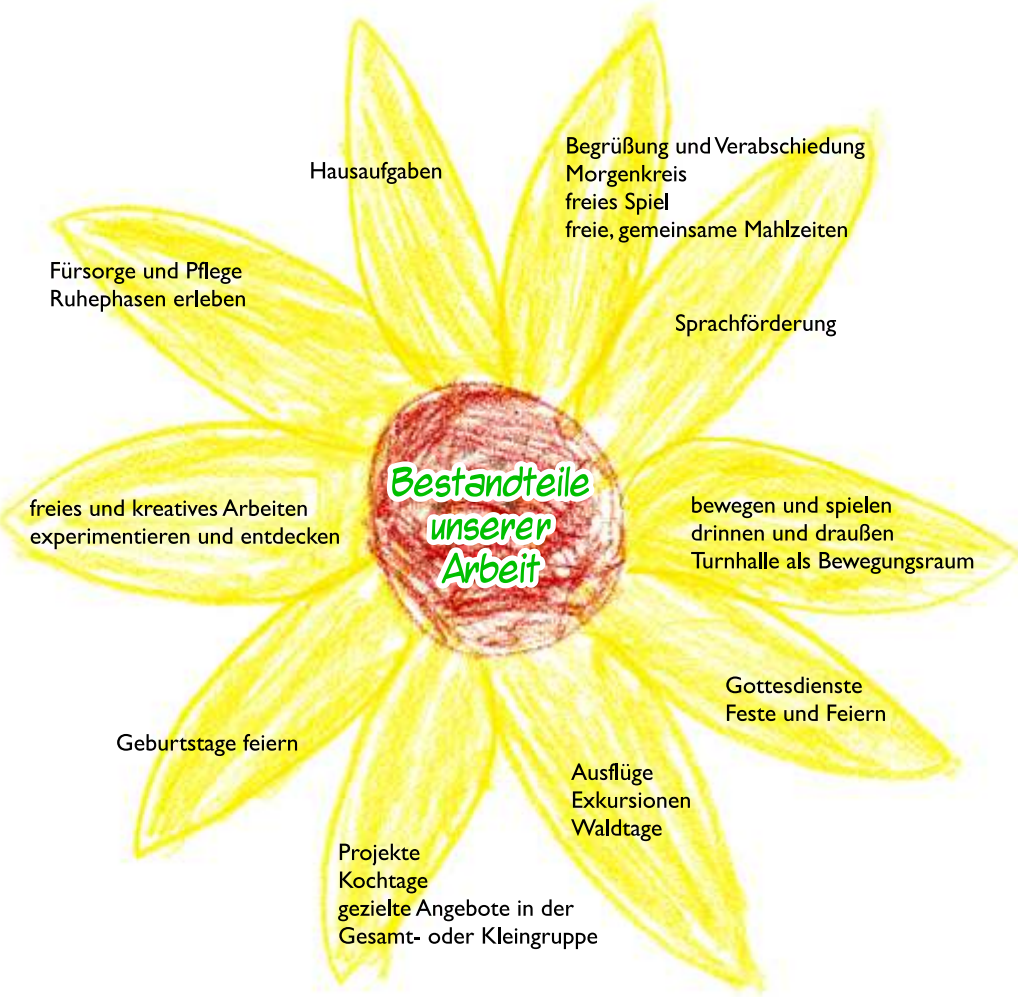 Hausaufgaben
Begrüßung und Verabschiedung
Morgenkreis
freies Spiel
freie, gemeinsame Mahlzeiten
Fürsorge und Pflege
Ruhephasen erleben
Sprachförderung
Bestandteile
unserer
Arbeit
freies und kreatives Arbeiten
experimentieren und entdecken
bewegen und spielen
drinnen und draußen
Turnhalle als Bewegungsraum
Gottesdienste
Feste und Feiern
Geburtstage feiern
Ausflüge
Exkursionen
Waldtage
Projekte
Kochtage
gezielte Angebote in der
Gesamt- oder Kleingruppe